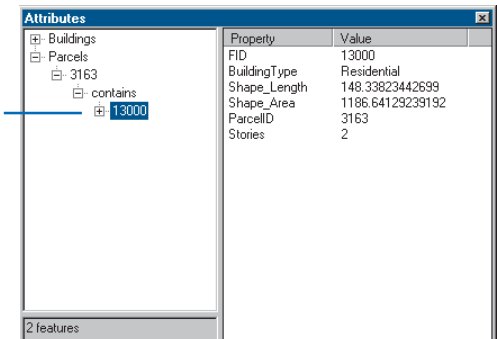 Attributes
Buildings
Parcels
3163
contains
13000
2 features
Property Value
FID 13000
BuildingType Residential
Shape_Length 148.33823442699
Shape_Area 1186.64129239192
ParcelID 3163
Stories 2